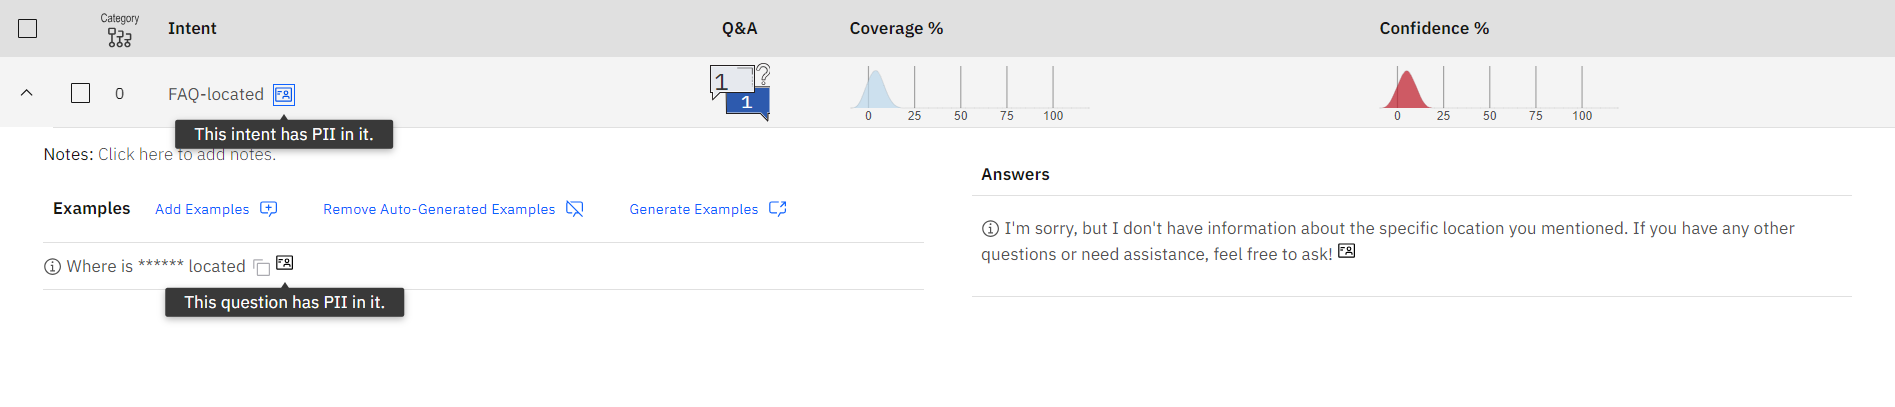 Category
Intent
Q&A
Coverage %
Confidence %
0
FAQ-located
1
1
0 25 50 75 100
0 25 50 75 100
This intent has PII in it.
Notes: Click here to add notes.
Examples
Add Examples
Remove Auto-Generated Examples
Generate Examples
Where is ****** located
This question has PII in it.
Answers
I'm sorry, but I don't have information about the specific location you mentioned. If you have any other
questions or need assistance, feel free to ask!